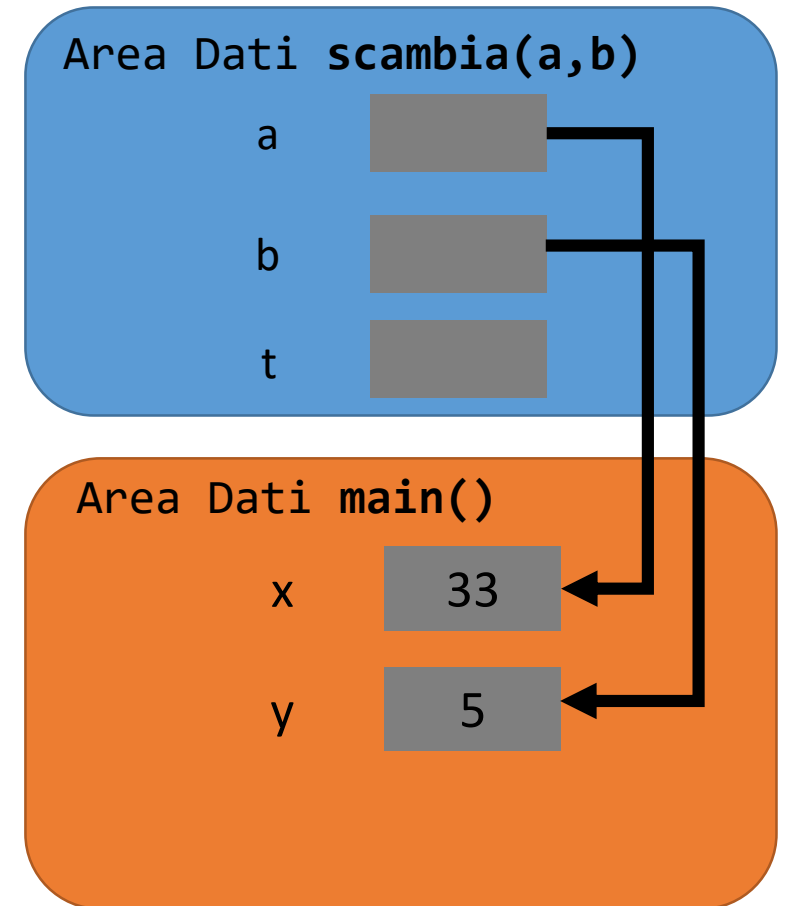 Area Dati scambia(a,b)
a
b
t
Area Dati main()
x 33
y 5